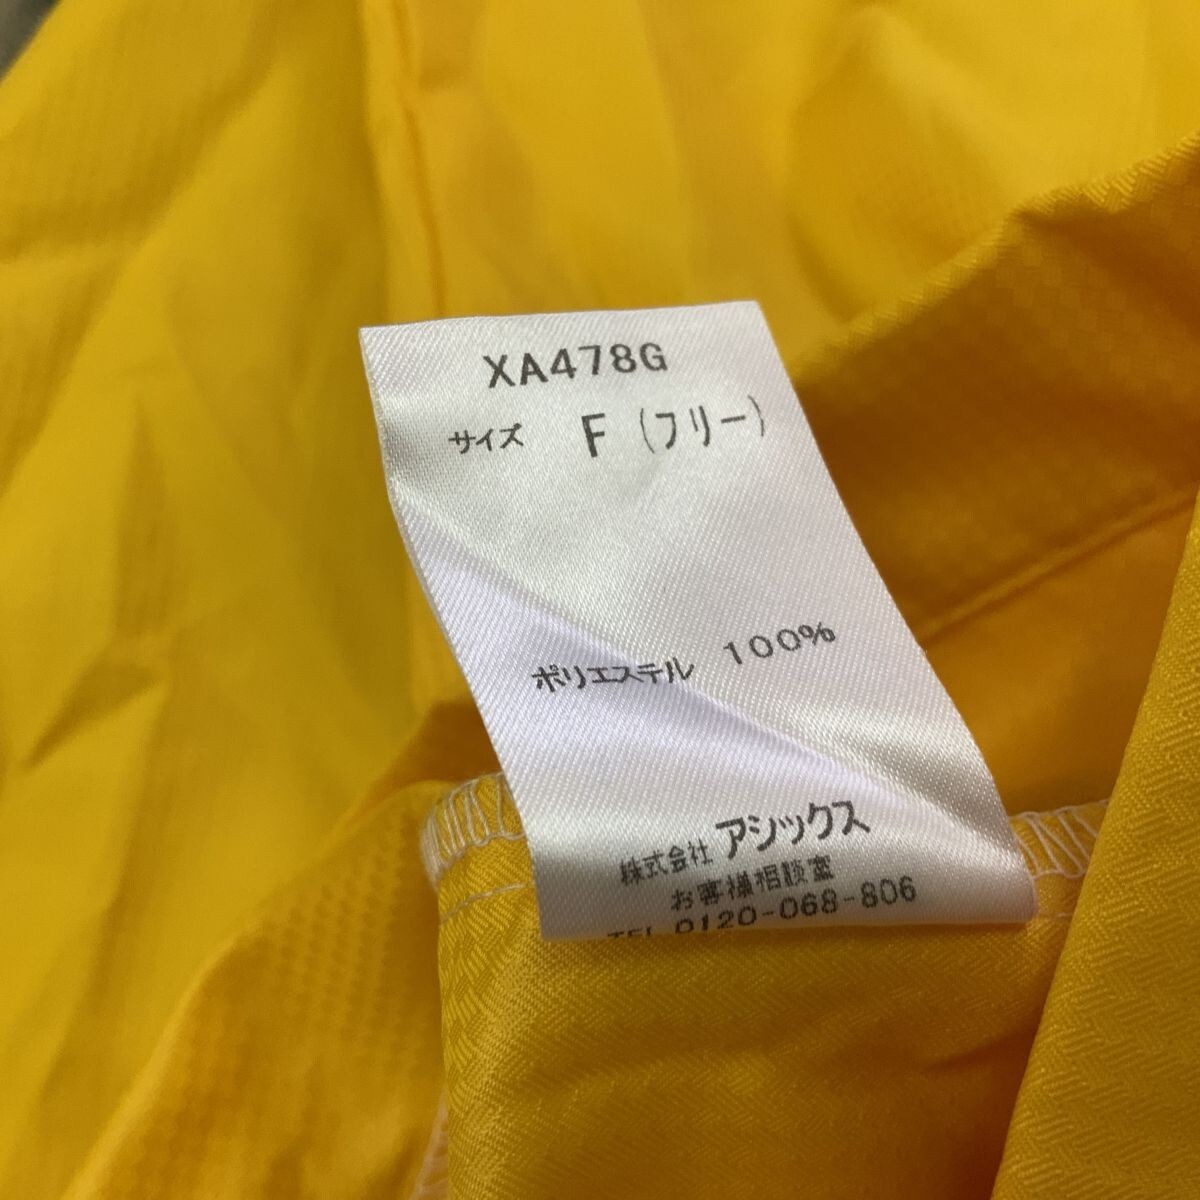 XA478G
サイズ F (フリー)
ポリエステル 100%
株式会社 アシックス
お客様相談室
TEL 0120-068-806